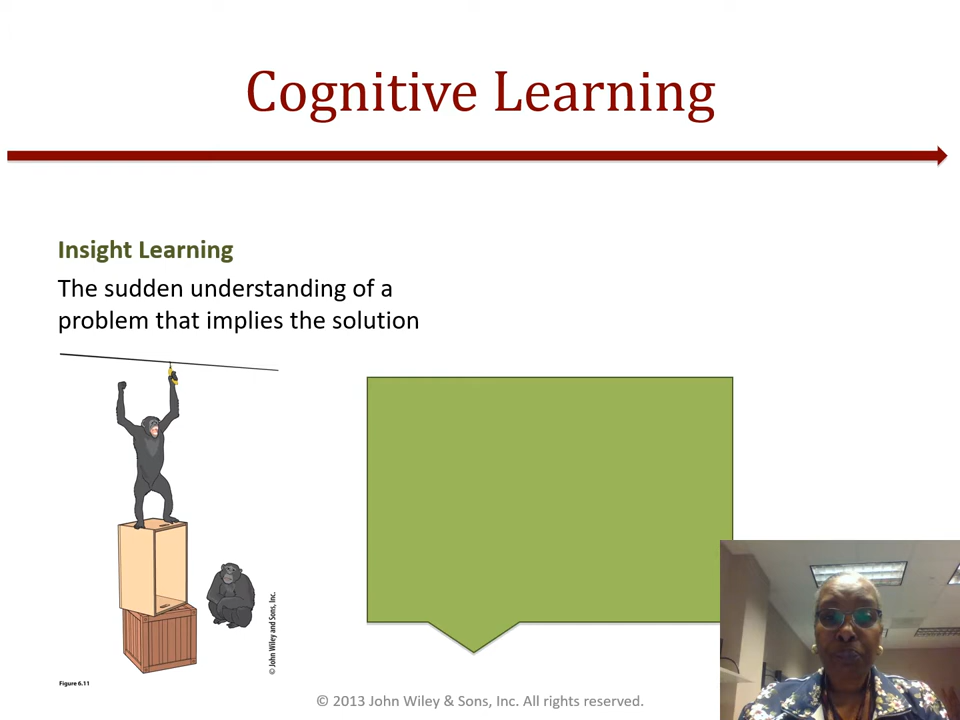 Cognitive Learning
Insight Learning
The sudden understanding of a
problem that implies the solution
© John Wiley and Sons, Inc.
Figure 6.11
© 2013 John Wiley & Sons, Inc. All rights reserved.